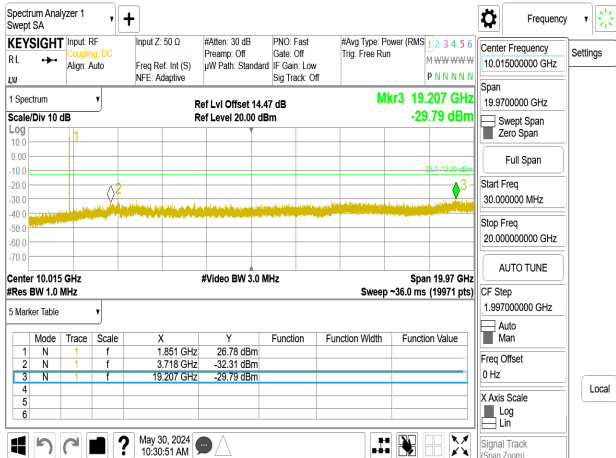 Spectrum Analyzer 1
Swept SA
Frequency
Settings
KEYSIGHT
Input: RF
Coupling: DC
Align: Auto
Input Z: 50 Ω
Freq Ref: Int (S)
NFE: Adaptive
#Atten: 30 dB
Preamp: Off
µW Path: Standard
PNO: Fast
Gate: Off
IF Gain: Low
Sig Track: Off
#Avg Type: Power (RMS
Trig: Free Run
1 2 3 4 5 6
M W W W W W
P N N N N N
R L
LXI
1 Spectrum
Scale/Div 10 dB
Ref Lvl Offset 14.47 dB
Ref Level 20.00 dBm
Mkr3 19.207 GHz
-29.79 dBm
Log
10.0
0.00
-10.0
-20.0
-30.0
-40.0
-50.0
-60.0
-70.0
1
2
3
DL1 -13.00 dBm
Center 10.015 GHz
#Res BW 1.0 MHz
#Video BW 3.0 MHz
Span 19.97 GHz
Sweep ~36.0 ms (19971 pts)
5 Marker Table
Mode Trace Scale X Y Function Function Width Function Value
1 N 1 f 1.851 GHz 26.78 dBm
2 N 1 f 3.718 GHz -32.31 dBm
3 N 1 f 19.207 GHz -29.79 dBm
4
5
6
May 30, 2024
10:30:51 AM
?
Center Frequency
10.015000000 GHz
Span
19.9700000 GHz
Swept Span
Zero Span
Full Span
Start Freq
30.000000 MHz
Stop Freq
20.000000000 GHz
AUTO TUNE
CF Step
1.997000000 GHz
Auto
Man
Freq Offset
0 Hz
X Axis Scale
Log
Lin
Signal Track
(Span Zoom)
Local